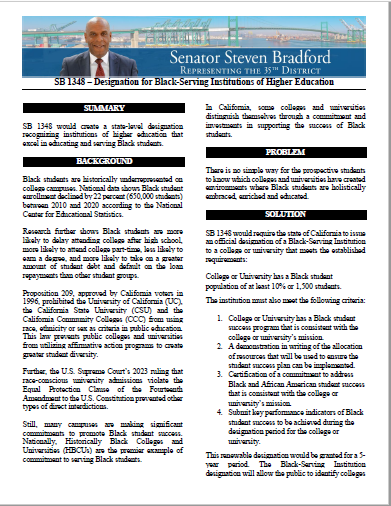 Senator Steven Bradford
REPRESENTING THE 35TH DISTRICT
SB 1348 – Designation for Black-Serving Institutions of Higher Education
SUMMARY
SB 1348 would create a state-level designation
recognizing institutions of higher education that
excel in educating and serving Black students.
BACKGROUND
Black students are historically underrepresented on
college campuses. National data shows Black student
enrollment declined by 22 percent (650,000 students)
between 2010 and 2020 according to the National
Center for Educational Statistics.
Research further shows Black students are more
likely to delay attending college after high school,
more likely to attend college part-time, less likely to
earn a degree, and more likely to take on a greater
amount of student debt and default on the loan
repayments than other student groups.
Proposition 209, approved by California voters in
1996, prohibited the University of California (UC),
the California State University (CSU) and the
California Community Colleges (CCC) from using
race, ethnicity or sex as criteria in public education.
This law prevents public colleges and universities
from utilizing affirmative action programs to create
greater student diversity.
Further, the U.S. Supreme Court's 2023 ruling that
race-conscious university admissions violate the
Equal Protection Clause of the Fourteenth
Amendment to the U.S. Constitution prevented other
types of direct interdictions.
Still, many campuses are making significant
commitments to promote Black student success.
Nationally, Historically Black Colleges and
Universities (HBCUs) are the premier example of
commitment to serving Black students.
In California, some colleges and universities
distinguish themselves through a commitment and
investments in supporting the success of Black
students.
PROBLEM
There is no simple way for the prospective students
to know which colleges and universities have created
environments where Black students are holistically
embraced, enriched and educated.
SOLUTION
SB 1348 would require the state of California to issue
an official designation of a Black-Serving Institution
to a college or university that meets the established
requirements:
College or University has a Black student
population of at least 10% or 1,500 students.
The institution must also meet the following criteria:
1. College or University has a Black student
success program that is consistent with the
college or university's mission.
2. A demonstration in writing of the allocation
of resources that will be used to ensure the
student success plan can be implemented.
3. Certification of a commitment to address
Black and African American student success
that is consistent with the college or
university's mission.
4. Submit key performance indicators of Black
student success to be achieved during the
designation period for the college or
university.
This renewable designation would be granted for a 5-
year period. The Black-Serving Institution
designation will allow the public to identify colleges